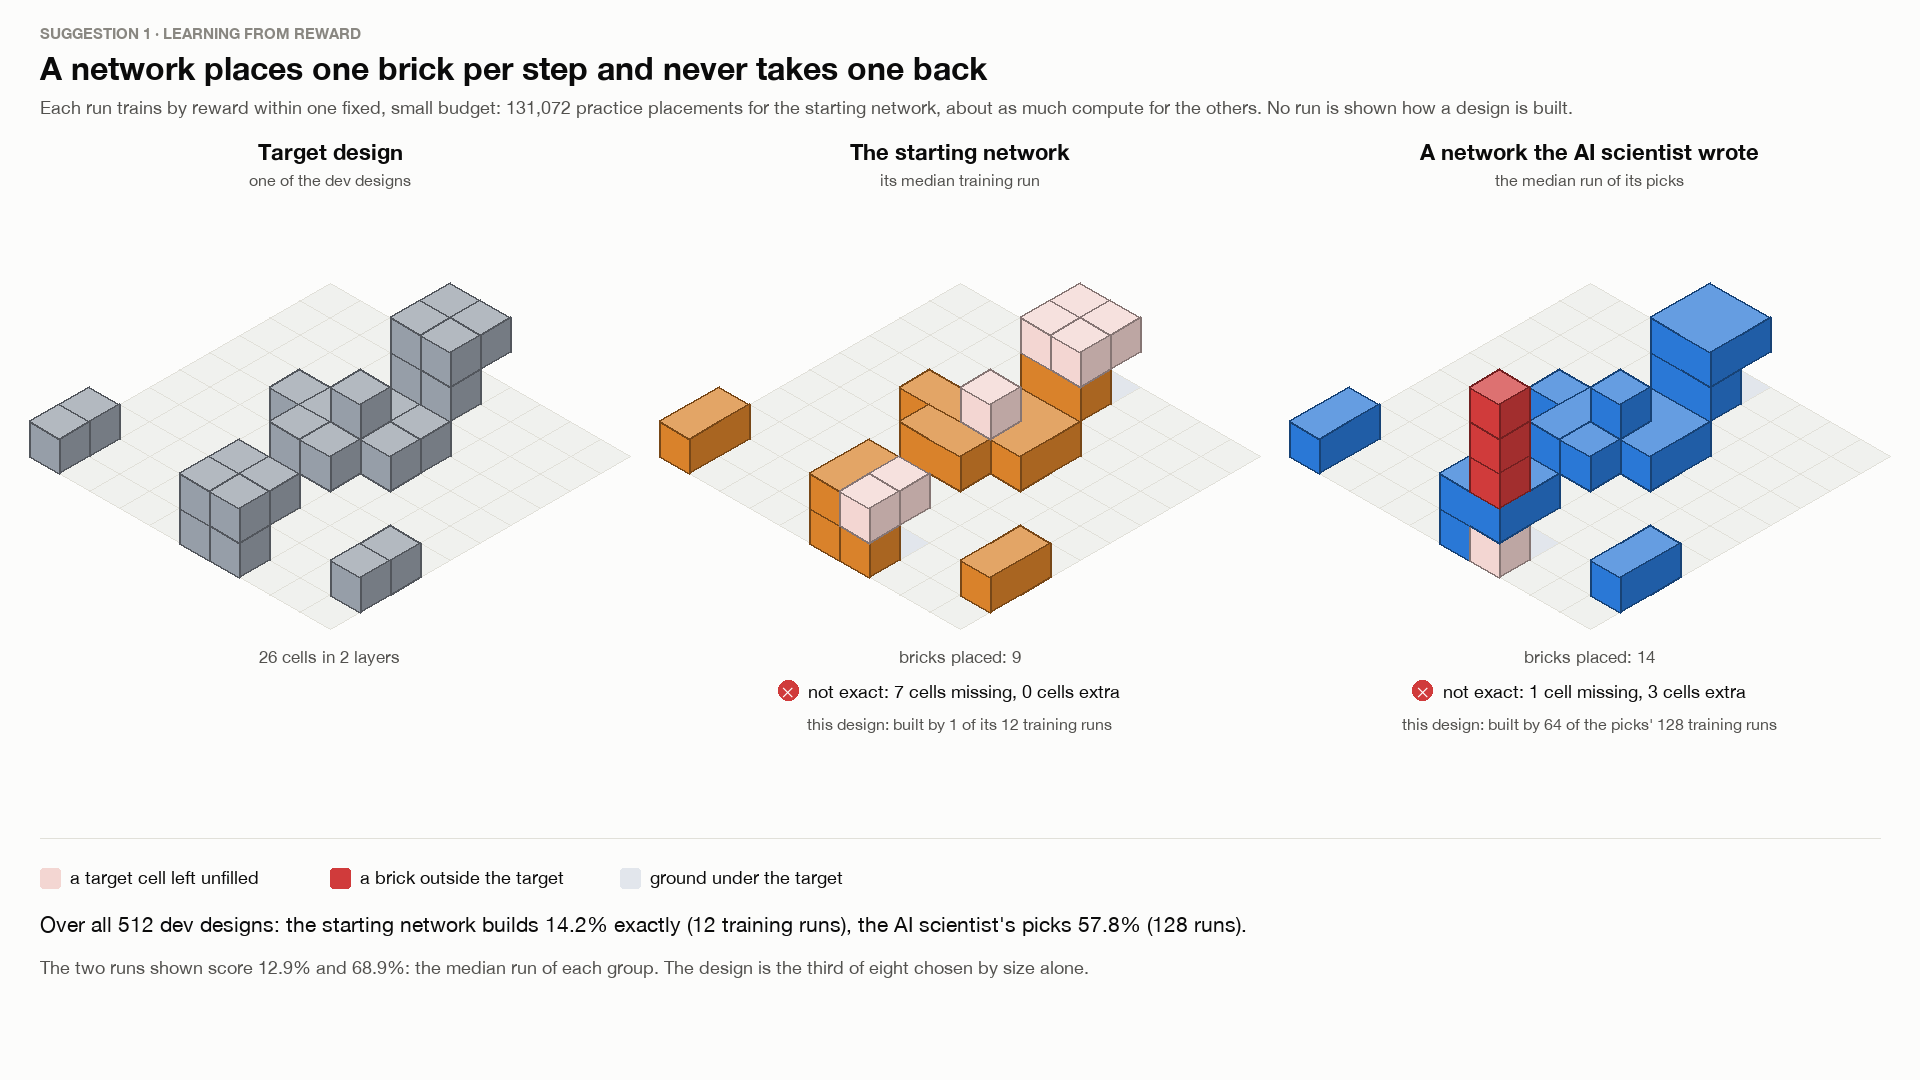 SUGGESTION 1 · LEARNING FROM REWARD
A network places one brick per step and never takes one back
Each run trains by reward within one fixed, small budget: 131,072 practice placements for the starting network, about as much compute for the others. No run is shown how a design is built.
Target design
one of the dev designs
The starting network
its median training run
A network the AI scientist wrote
the median run of its picks
26 cells in 2 layers
bricks placed: 9
not exact: 7 cells missing, 0 cells extra
this design: built by 1 of its 12 training runs
bricks placed: 14
not exact: 1 cell missing, 3 cells extra
this design: built by 64 of the picks' 128 training runs
a target cell left unfilled
a brick outside the target
ground under the target
Over all 512 dev designs: the starting network builds 14.2% exactly (12 training runs), the AI scientist's picks 57.8% (128 runs).
The two runs shown score 12.9% and 68.9%: the median run of each group. The design is the third of eight chosen by size alone.